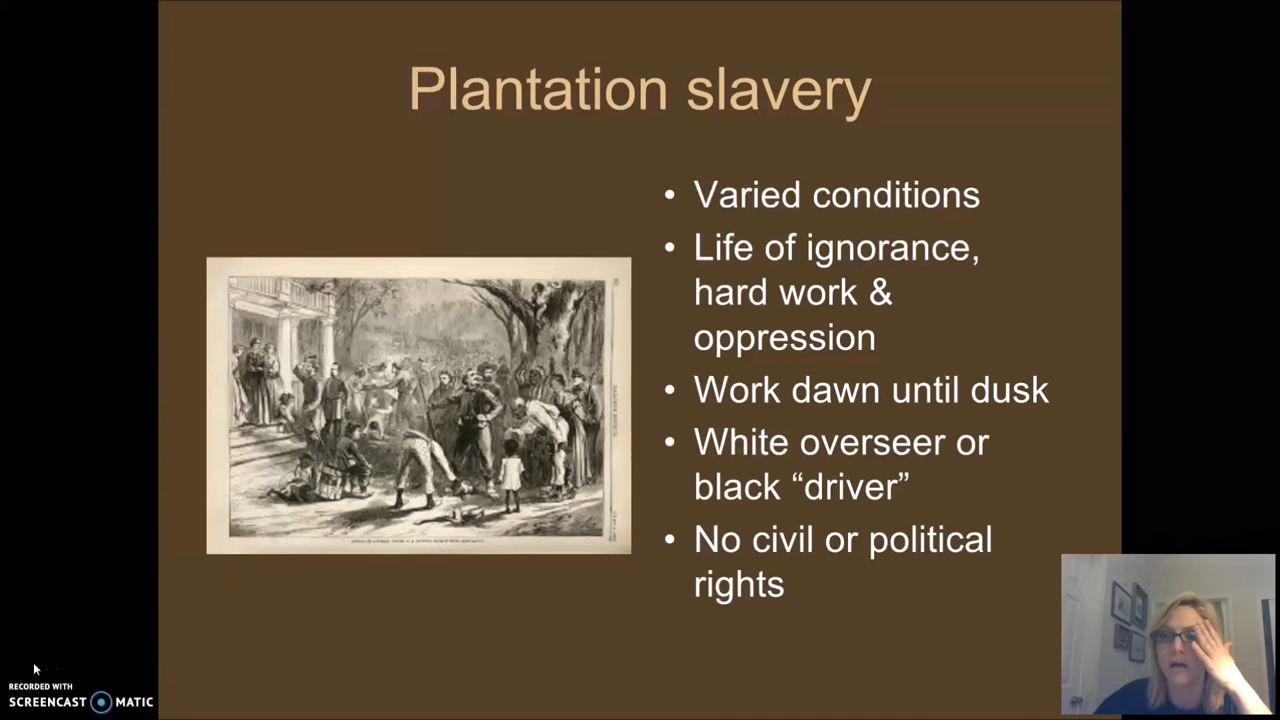 Plantation slavery
• Varied conditions
• Life of ignorance,
hard work &
oppression
• Work dawn until dusk
• White overseer or
black “driver”
• No civil or political
rights
RECORDED WITH
SCREENCAST MATIC